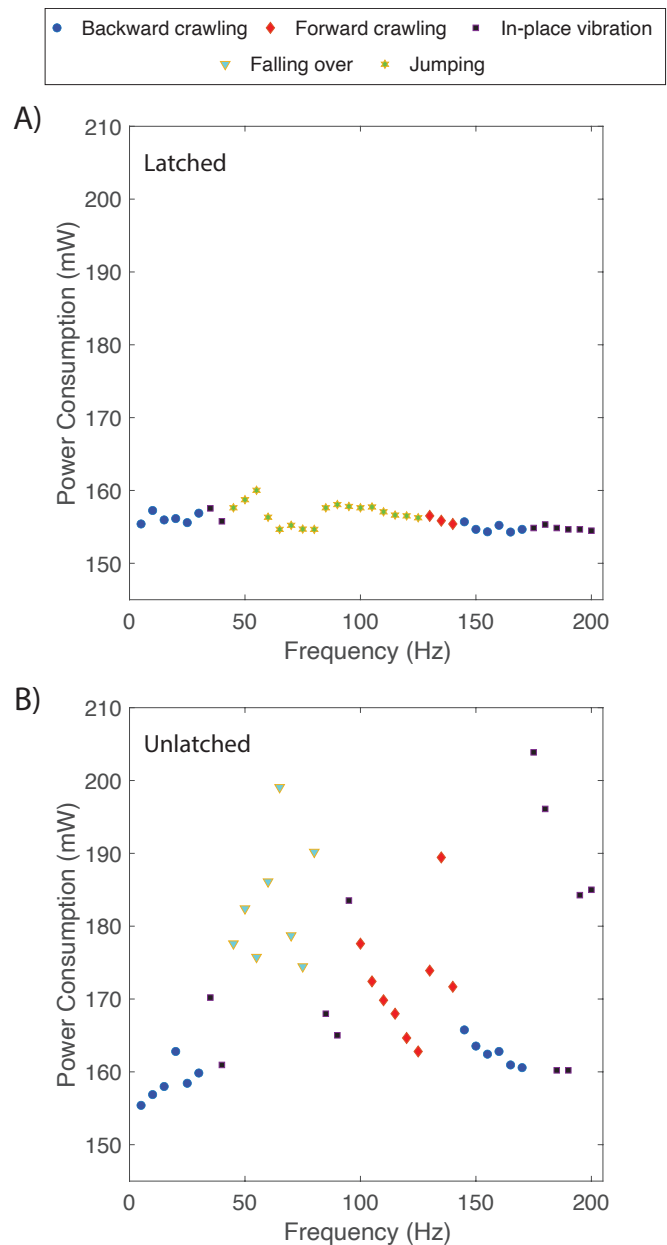 Backward crawling Forward crawling In-place vibration
Falling over Jumping
A)
Latched
210
200
190
180
170
160
150
Power Consumption (mW)
0 50 100 150 200
Frequency (Hz)
B)
Unlatched
210
200
190
180
170
160
150
Power Consumption (mW)
0 50 100 150 200
Frequency (Hz)